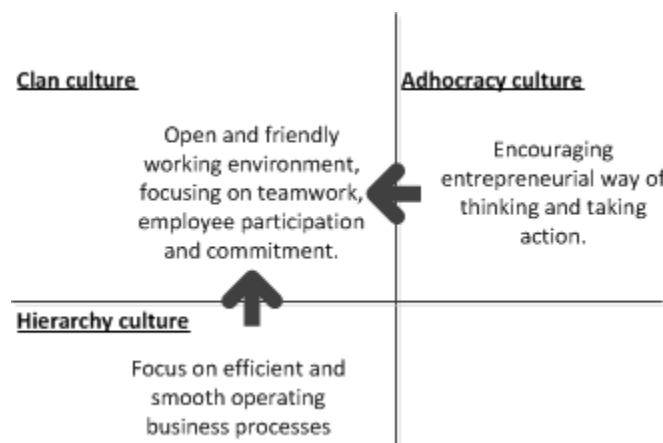 Clan culture
Open and friendly
working environment,
focusing on teamwork,
employee participation
and commitment.
Adhocracy culture
Encouraging
entrepreneurial way of
thinking and taking
action.
Hierarchy culture
Focus on efficient and
smooth operating
business processes